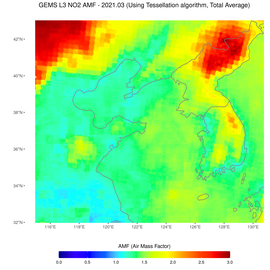 GEMS L3 NO2 AMF - 2021.03 (Using Tessellation algorithm, Total Average)
42°N
40°N
38°N
36°N
34°N
32°N
116°E 118°E 120°E 122°E 124°E 126°E 128°E 130°E
AMF (Air Mass Factor)
0.0 0.5 1.0 1.5 2.0 2.5 3.0